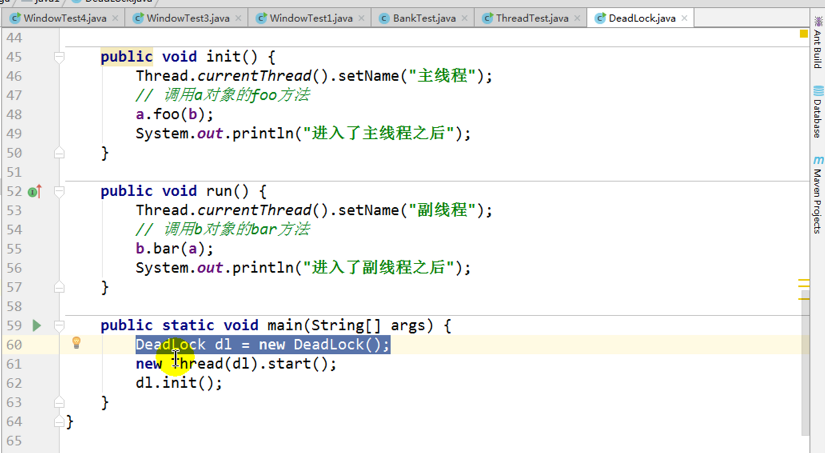 java1 DeadLock.java
WindowTest4.java WindowTest3.java WindowTest1.java BankTest.java ThreadTest.java DeadLock.java
44
45 public void init() {
46 Thread.currentThread().setName("主线程");
47 // 调用a对象的foo方法
48 a.foo(b);
49 System.out.println("进入了主线程之后");
50 }
51
52 public void run() {
53 Thread.currentThread().setName("副线程");
54 // 调用b对象的bar方法
55 b.bar(a);
56 System.out.println("进入了副线程之后");
57 }
58
59 public static void main(String[] args) {
60 DeadLock dl = new DeadLock();
61 new Thread(dl).start();
62 dl.init();
63 }
64 }
65
Ant Build
Database
Maven Projects